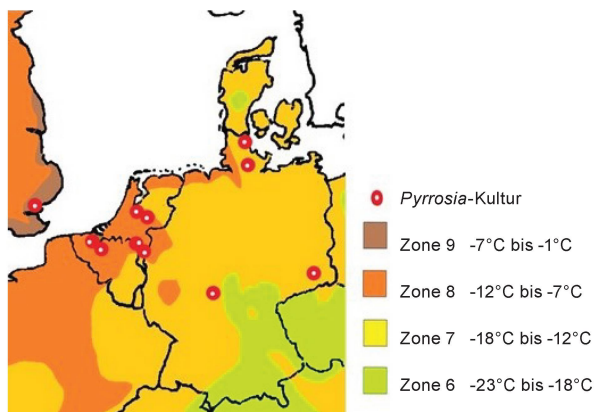 Pyrrosia-Kultur
Zone 9 -7°C bis -1°C
Zone 8 -12°C bis -7°C
Zone 7 -18°C bis -12°C
Zone 6 -23°C bis -18°C